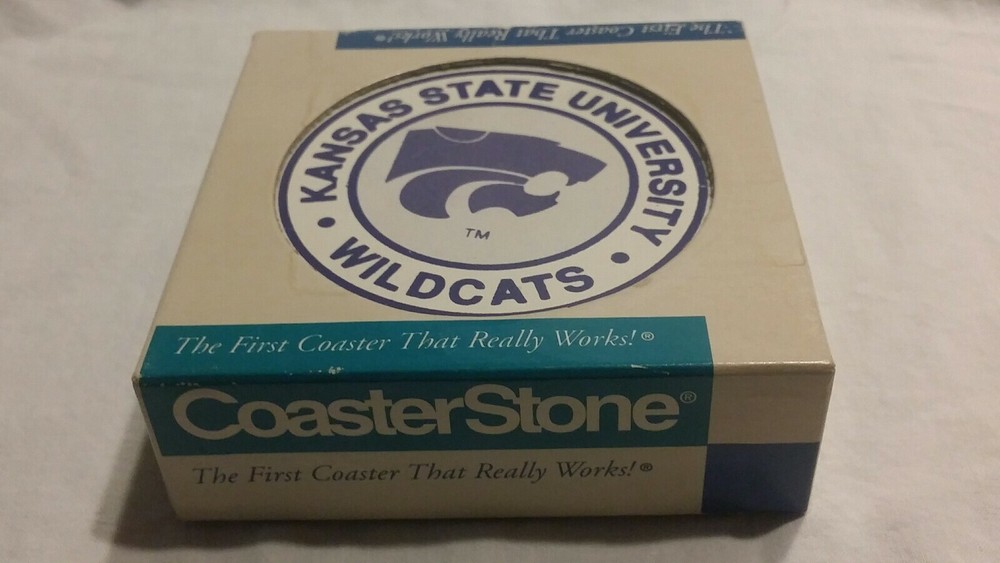 "The First Coaster That Really Works!®
KANSAS STATE UNIVERSITY
TM
• WILDCATS •
The First Coaster That Really Works!®
CoasterStone®
The First Coaster That Really Works!®